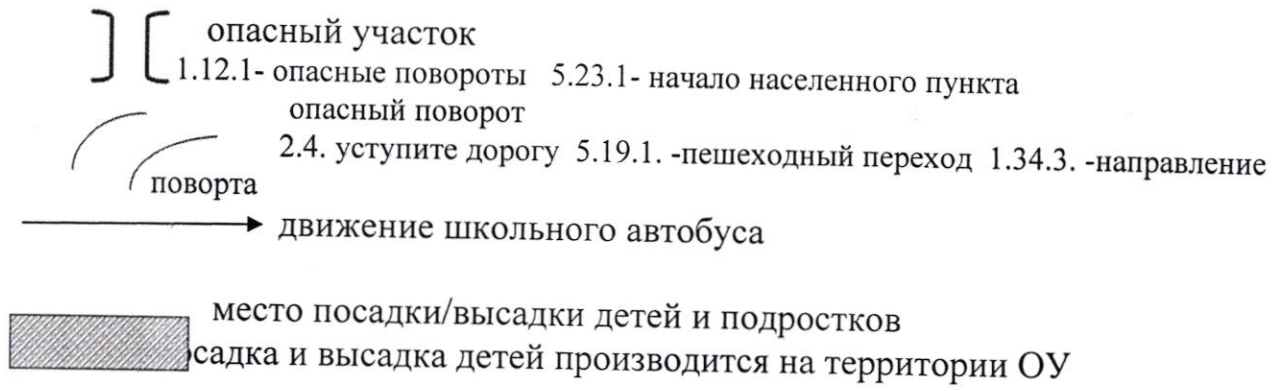 опасный участок
1.12.1- опасные повороты 5.23.1- начало населенного пункта
опасный поворот
2.4. уступите дорогу 5.19.1. -пешеходный переход 1.34.3. -направление
поворта
движение школьного автобуса
место посадки/высадки детей и подростков
осадка и высадка детей производится на территории ОУ